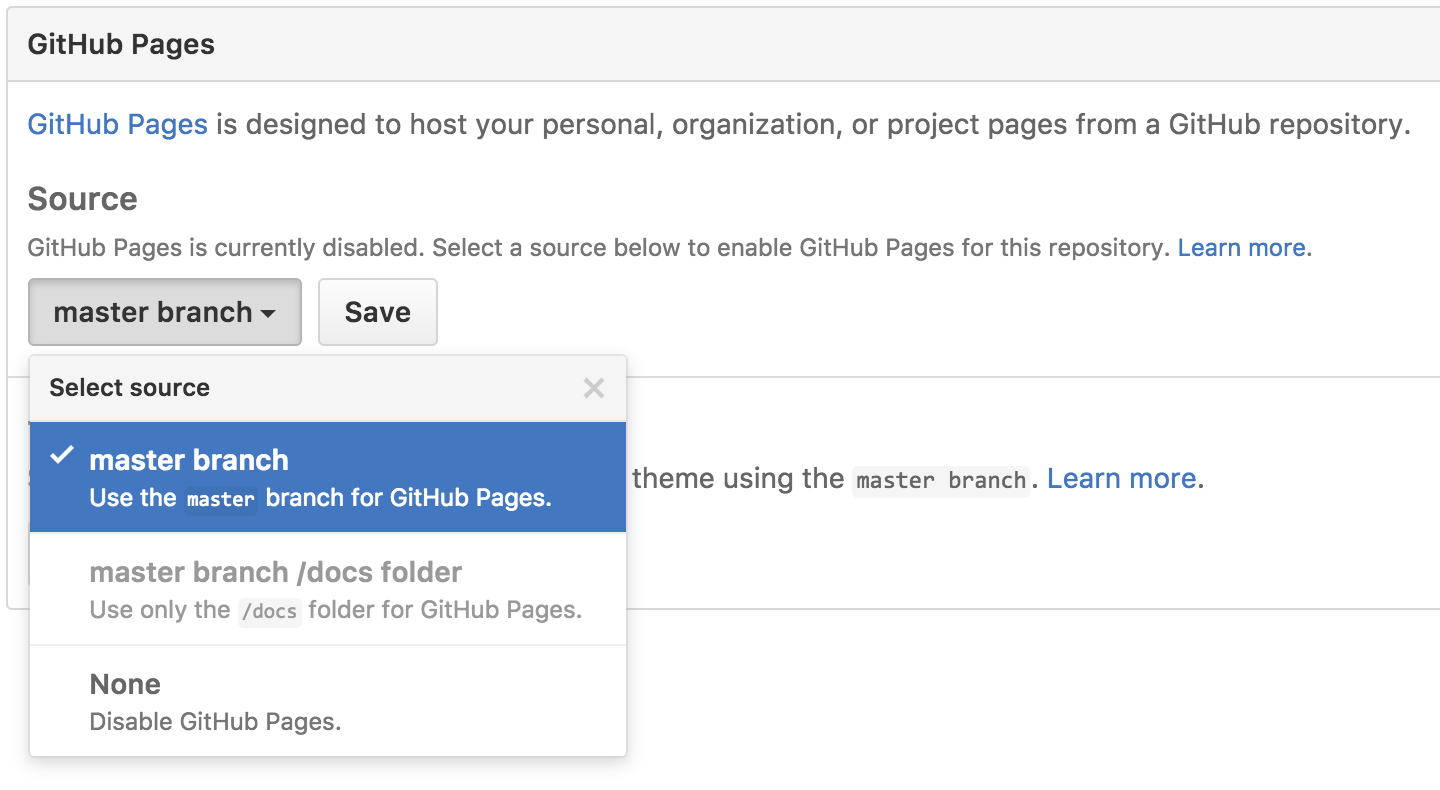 GitHub Pages
GitHub Pages is designed to host your personal, organization, or project pages from a GitHub repository.
Source
GitHub Pages is currently disabled. Select a source below to enable GitHub Pages for this repository. Learn more.
master branch Save
Select source
master branch
Use the master branch for GitHub Pages.
theme using the master branch. Learn more.
master branch /docs folder
Use only the /docs folder for GitHub Pages.
None
Disable GitHub Pages.